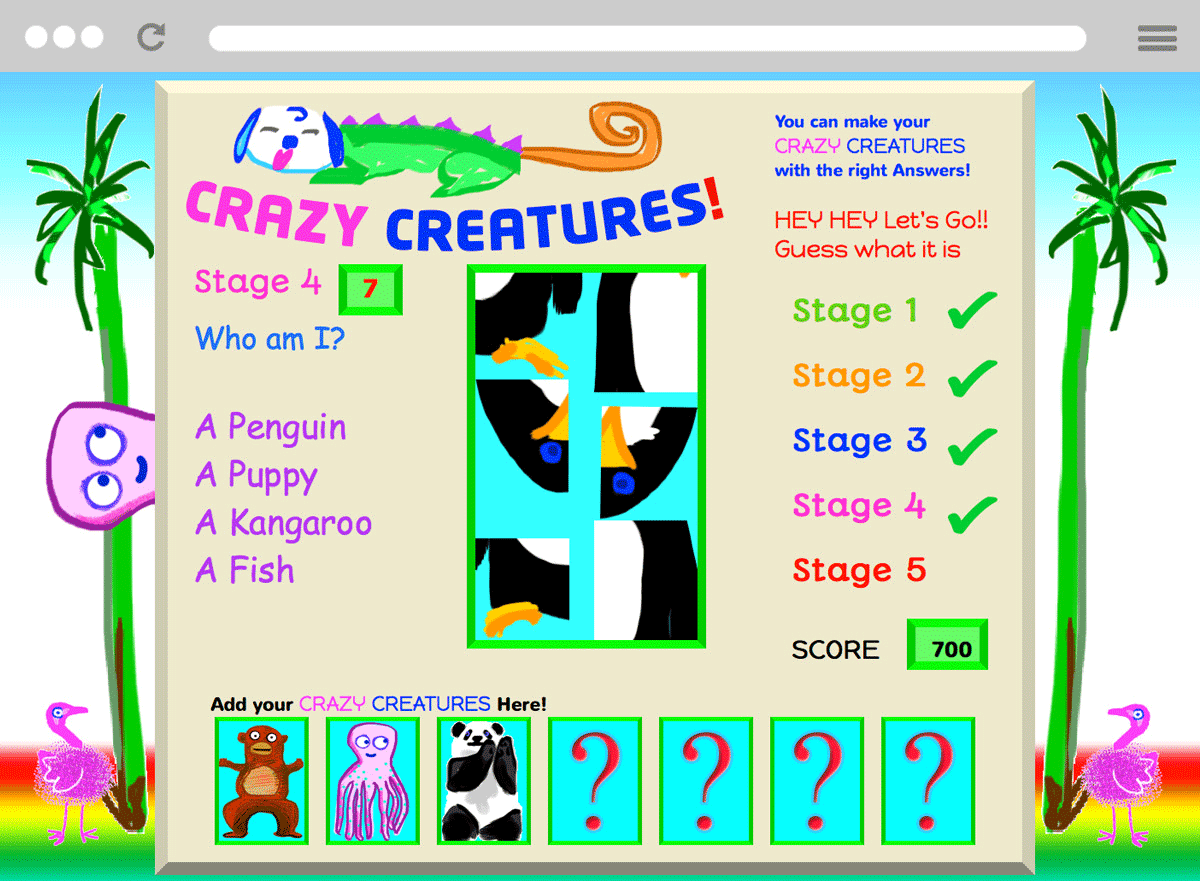 CRAZY CREATURES!
You can make your
CRAZY CREATURES
with the right Answers!
HEY HEY Let's Go!!
Guess what it is
Stage 4 7
Who am I?
A Penguin
A Puppy
A Kangaroo
A Fish
Stage 1
Stage 2
Stage 3
Stage 4
Stage 5
SCORE 700
Add your CRAZY CREATURES Here!
? ? ? ?